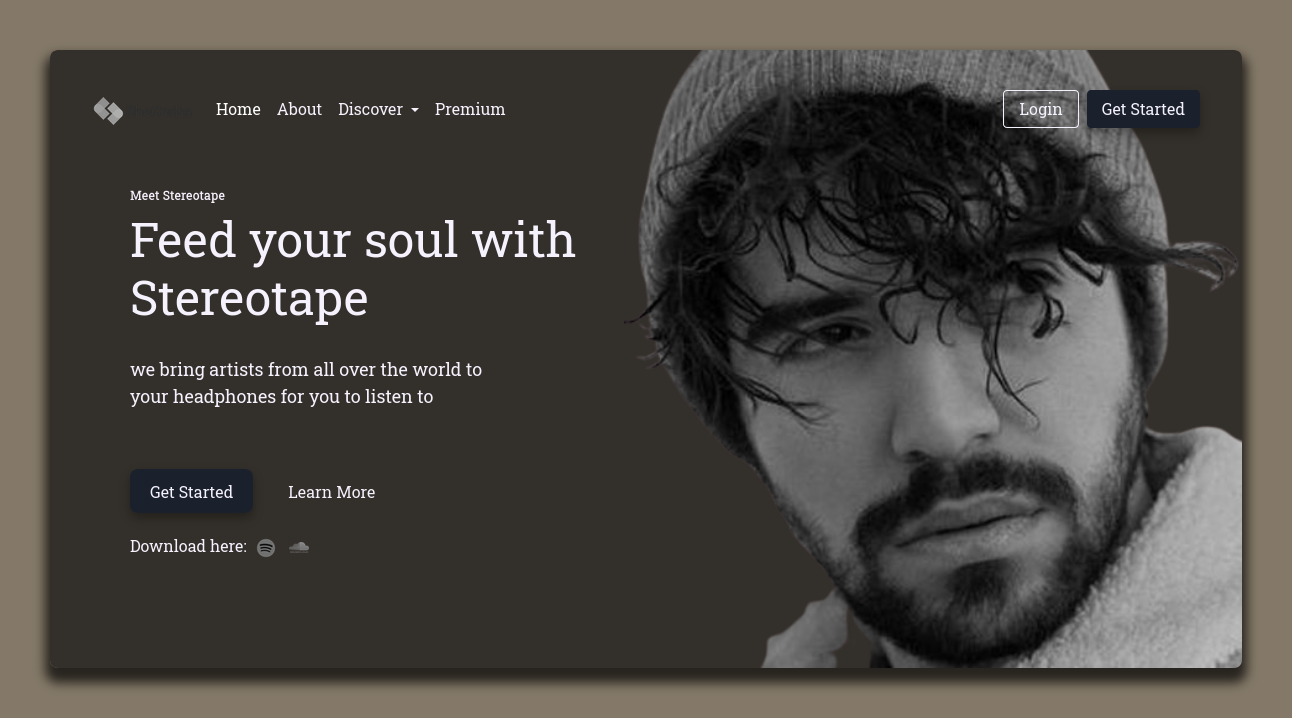 Home About Discover Premium Login Get Started
Meet Stereotape
Feed your soul with
Stereotape
we bring artists from all over the world to
your headphones for you to listen to
Get Started Learn More
Download here: